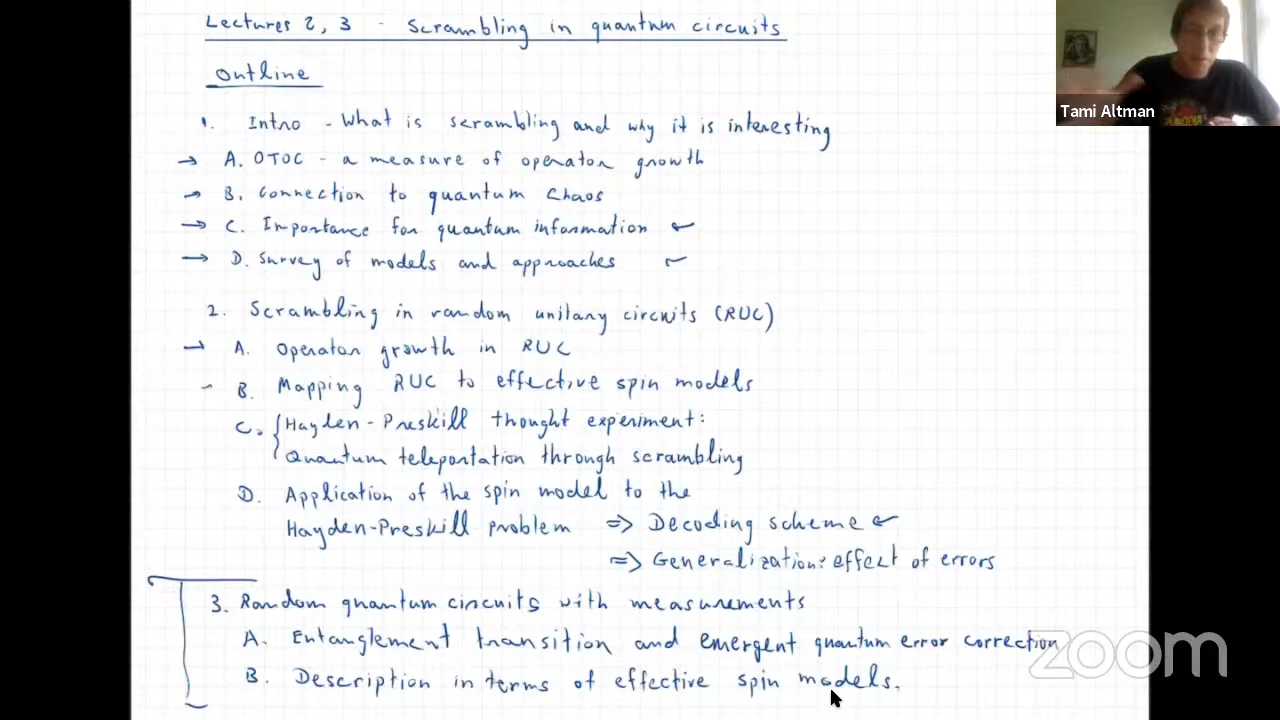 Lectures 2, 3 - Scrambling in quantum circuits
Outline
1. Intro - What is scrambling and why it is interesting
→ A. OTOC - a measure of operator growth
→ B. Connection to quantum chaos
→ C. Importance for quantum information
→ D. Survey of models and approaches
2. Scrambling in random unitary circuits (RUC)
→ A. Operator growth in RUC
- B. Mapping RUC to effective spin models
C. { Hayden-Preskill thought experiment:
Quantum teleportation through scrambling
D. Application of the spin model to the
Hayden-Preskill problem ⇒ Decoding scheme
⇒ Generalization: effect of errors
3. Random quantum circuits with measurements
A. Entanglement transition and emergent quantum error correction
B. Description in terms of effective spin models.
Tami Altman
zoom